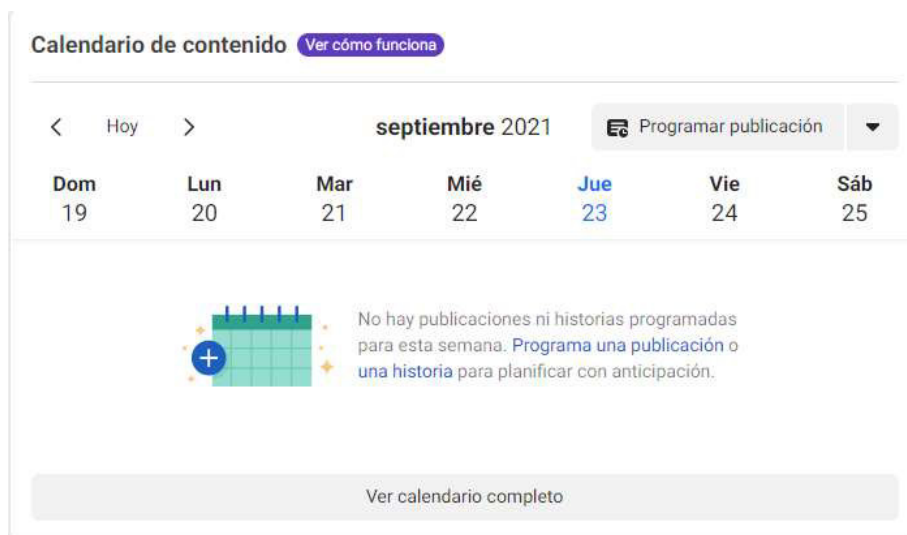 Calendario de contenido Ver cómo funciona
Hoy septiembre 2021 Programar publicación
Dom Lun Mar Mié Jue Vie Sáb
19 20 21 22 23 24 25
No hay publicaciones ni historias programadas
para esta semana. Programa una publicación o
una historia para planificar con anticipación.
Ver calendario completo